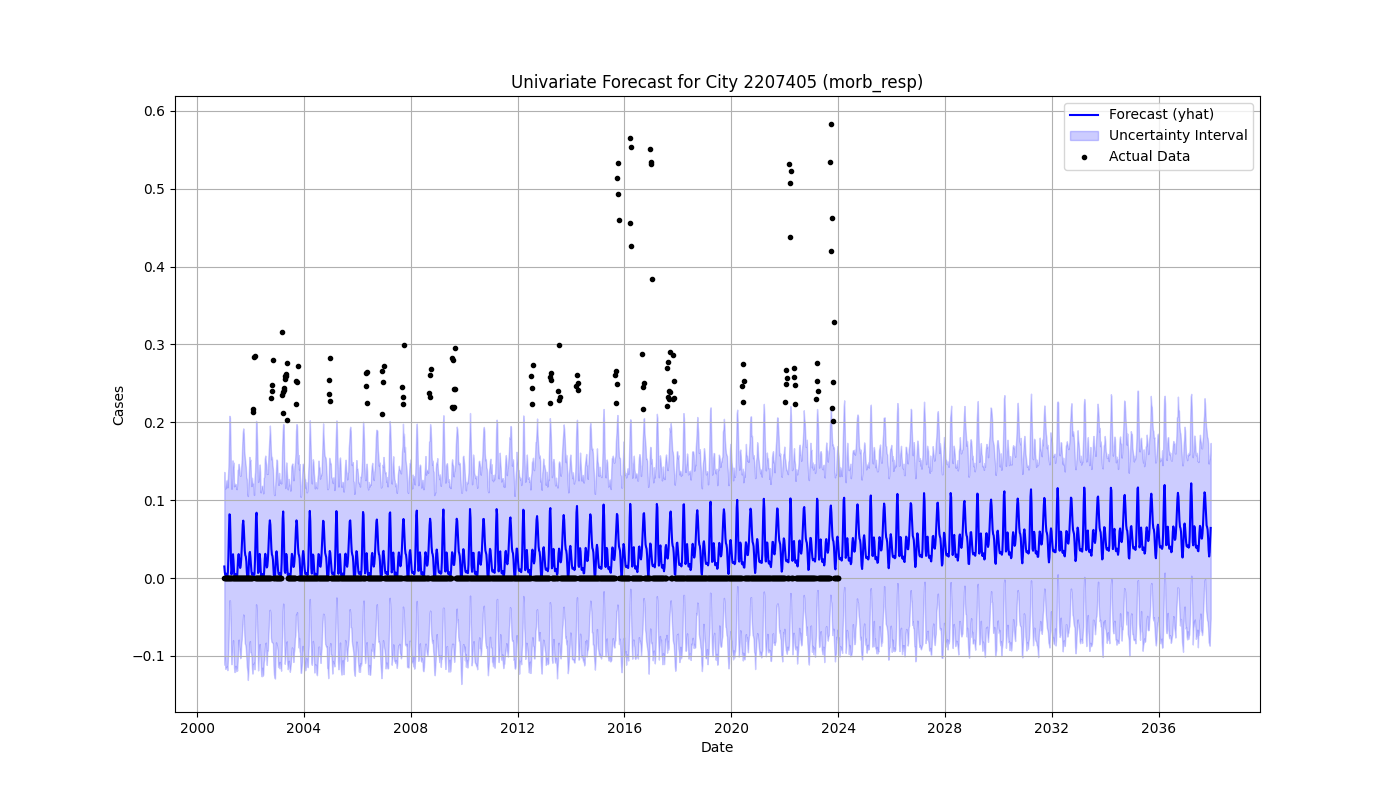 Univariate Forecast for City 2207405 (morb_resp)
Forecast (yhat)
Uncertainty Interval
Actual Data
Cases
0.6
0.5
0.4
0.3
0.2
0.1
0.0
−0.1
2000 2004 2008 2012 2016 2020 2024 2028 2032 2036
Date